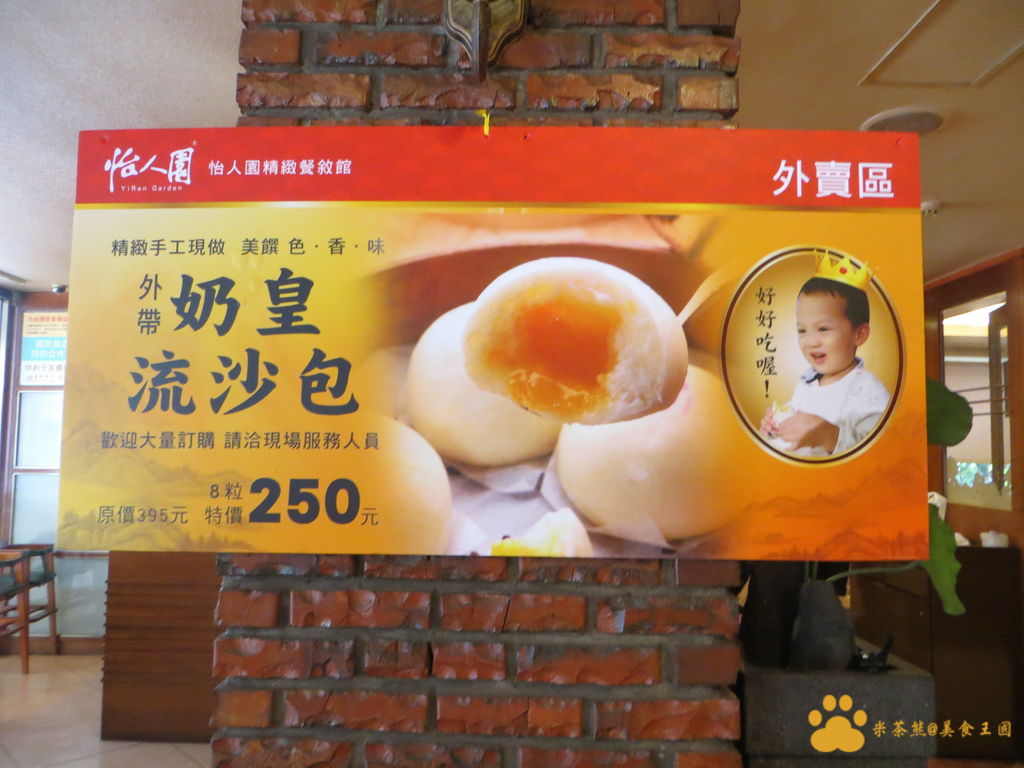 怡人園
YiRen Garden
怡人園精緻餐敘館
外賣區
精緻手工現做 美饌 色·香·味
外帶 奶皇
流沙包
歡迎大量訂購 請洽現場服務人員
原價395元 8粒特價250元
好好吃喔！
米茶熊@美食王國